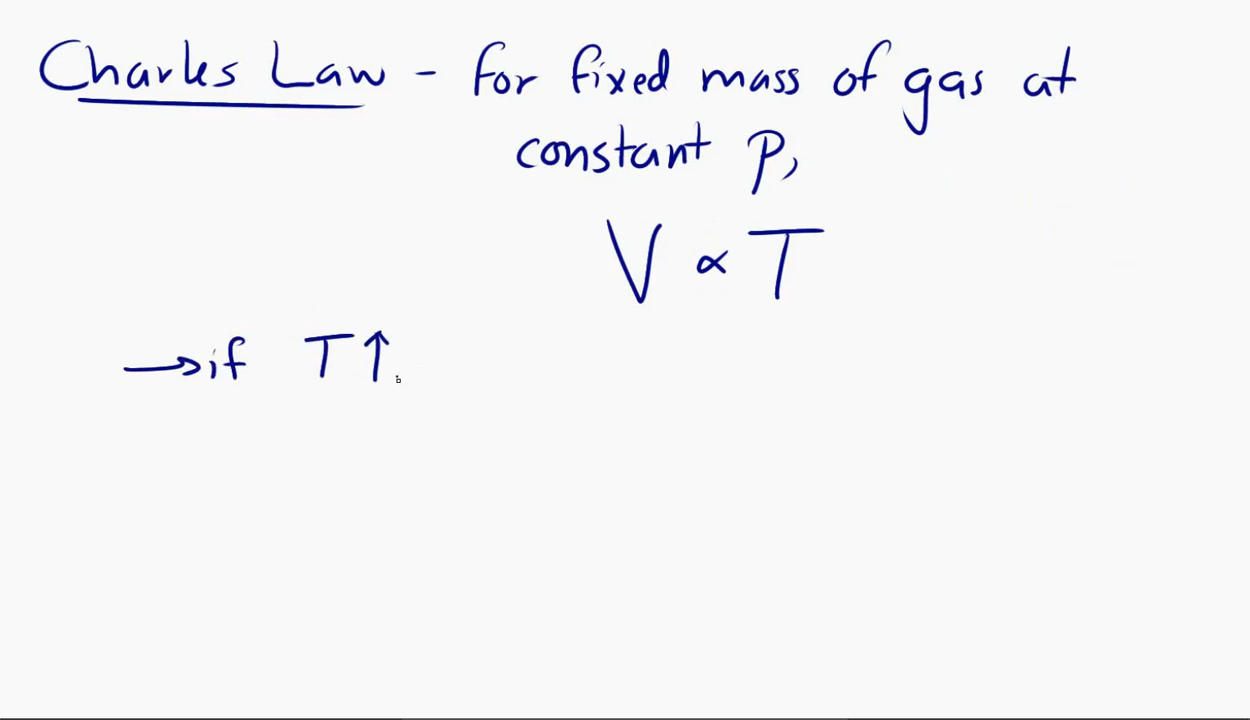 Charles Law - for fixed mass of gas at
constant P,
V ∝ T
→ if T↑